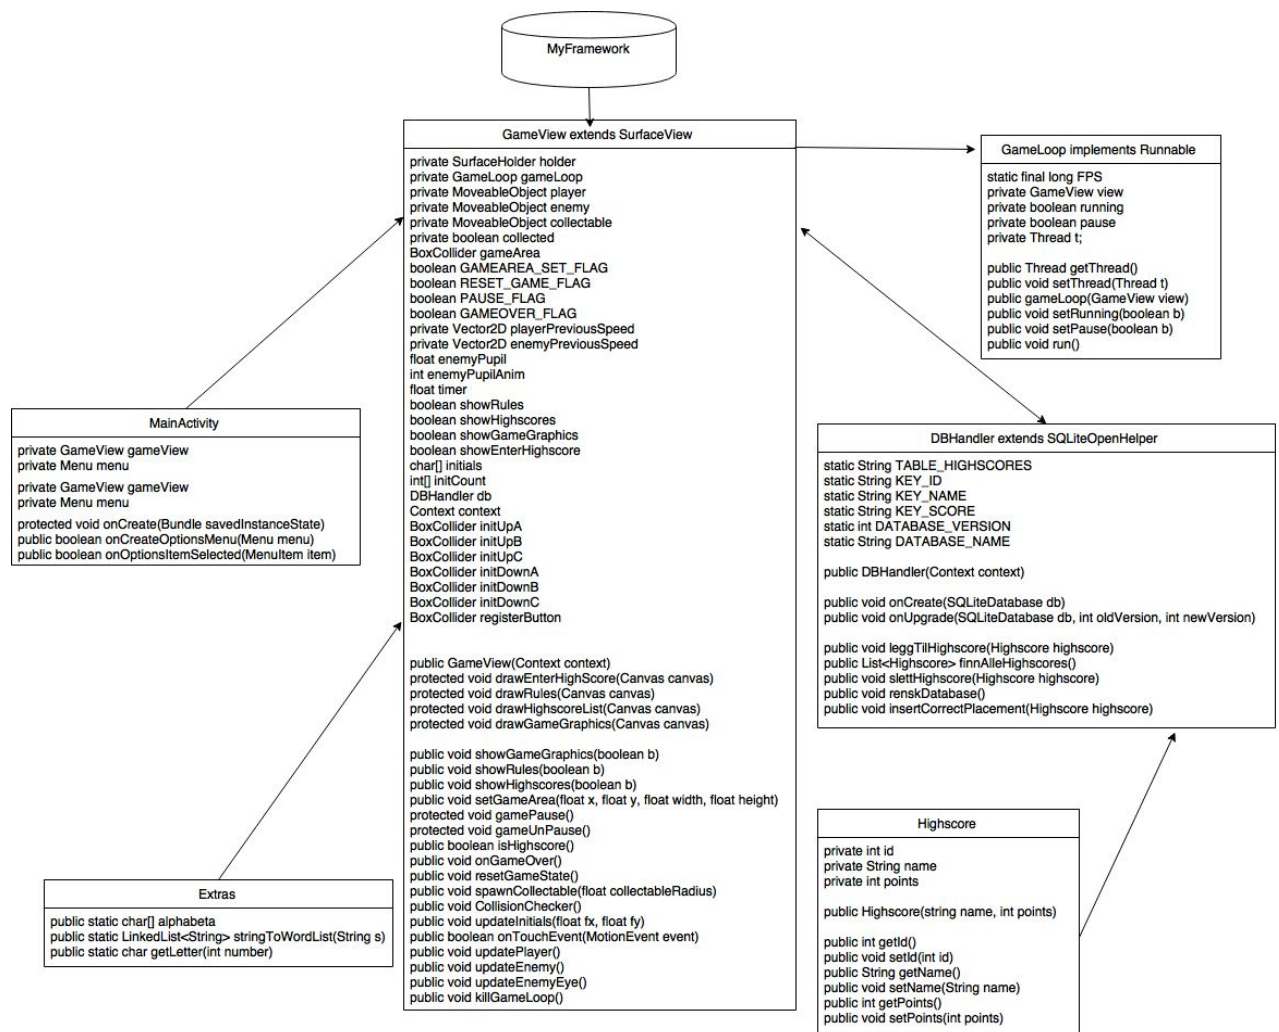 MyFramework
GameView extends SurfaceView
private SurfaceHolder holder
private GameLoop gameLoop
private MoveableObject player
private MoveableObject enemy
private MoveableObject collectable
private boolean collected
BoxCollider gameArea
boolean GAMEAREA_SET_FLAG
boolean RESET_GAME_FLAG
boolean PAUSE_FLAG
boolean GAMEOVER_FLAG
private Vector2D playerPreviousSpeed
private Vector2D enemyPreviousSpeed
float enemyPupil
int enemyPupilAnim
float timer
boolean showRules
boolean showHighscores
boolean showGameGraphics
boolean showEnterHighscore
char[] initials
int[] initCount
DBHandler db
Context context
BoxCollider initUpA
BoxCollider initUpB
BoxCollider initUpC
BoxCollider initDownA
BoxCollider initDownB
BoxCollider initDownC
BoxCollider registerButton
public GameView(Context context)
protected void drawEnterHighScore(Canvas canvas)
protected void drawRules(Canvas canvas)
protected void drawHighscoreList(Canvas canvas)
protected void drawGameGraphics(Canvas canvas)
public void showGameGraphics(boolean b)
public void showRules(boolean b)
public void showHighscores(boolean b)
public void setGameArea(float x, float y, float width, float height)
protected void gamePause()
protected void gameUnPause()
public boolean isHighscore()
public void onGameOver()
public void resetGameState()
public void spawnCollectable(float collectableRadius)
public void CollisionChecker()
public void updateInitials(float fx, float fy)
public boolean onTouchEvent(MotionEvent event)
public void updatePlayer()
public void updateEnemy()
public void updateEnemyEye()
public void killGameLoop()
GameLoop implements Runnable
static final long FPS
private GameView view
private boolean running
private boolean pause
private Thread t;
public Thread getThread()
public void setThread(Thread t)
public gameLoop(GameView view)
public void setRunning(boolean b)
public void setPause(boolean b)
public void run()
MainActivity
private GameView gameView
private Menu menu
private GameView gameView
private Menu menu
protected void onCreate(Bundle savedInstanceState)
public boolean onCreateOptionsMenu(Menu menu)
public boolean onOptionsItemSelected(MenuItem item)
DBHandler extends SQLiteOpenHelper
static String TABLE_HIGHSCORES
static String KEY_ID
static String KEY_NAME
static String KEY_SCORE
static int DATABASE_VERSION
static String DATABASE_NAME
public DBHandler(Context context)
public void onCreate(SQLiteDatabase db)
public void onUpgrade(SQLiteDatabase db, int oldVersion, int newVersion)
public void leggTilHighscore(Highscore highscore)
public List<Highscore> finnAlleHighscores()
public void slettHighscore(Highscore highscore)
public void renskDatabase()
public void insertCorrectPlacement(Highscore highscore)
Extras
public static char[] alphabeta
public static LinkedList<String> stringToWordList(String s)
public static char getLetter(int number)
Highscore
private int id
private String name
private int points
public Highscore(string name, int points)
public int getId()
public void setId(int id)
public String getName()
public void setName(String name)
public int getPoints()
public void setPoints(int points)